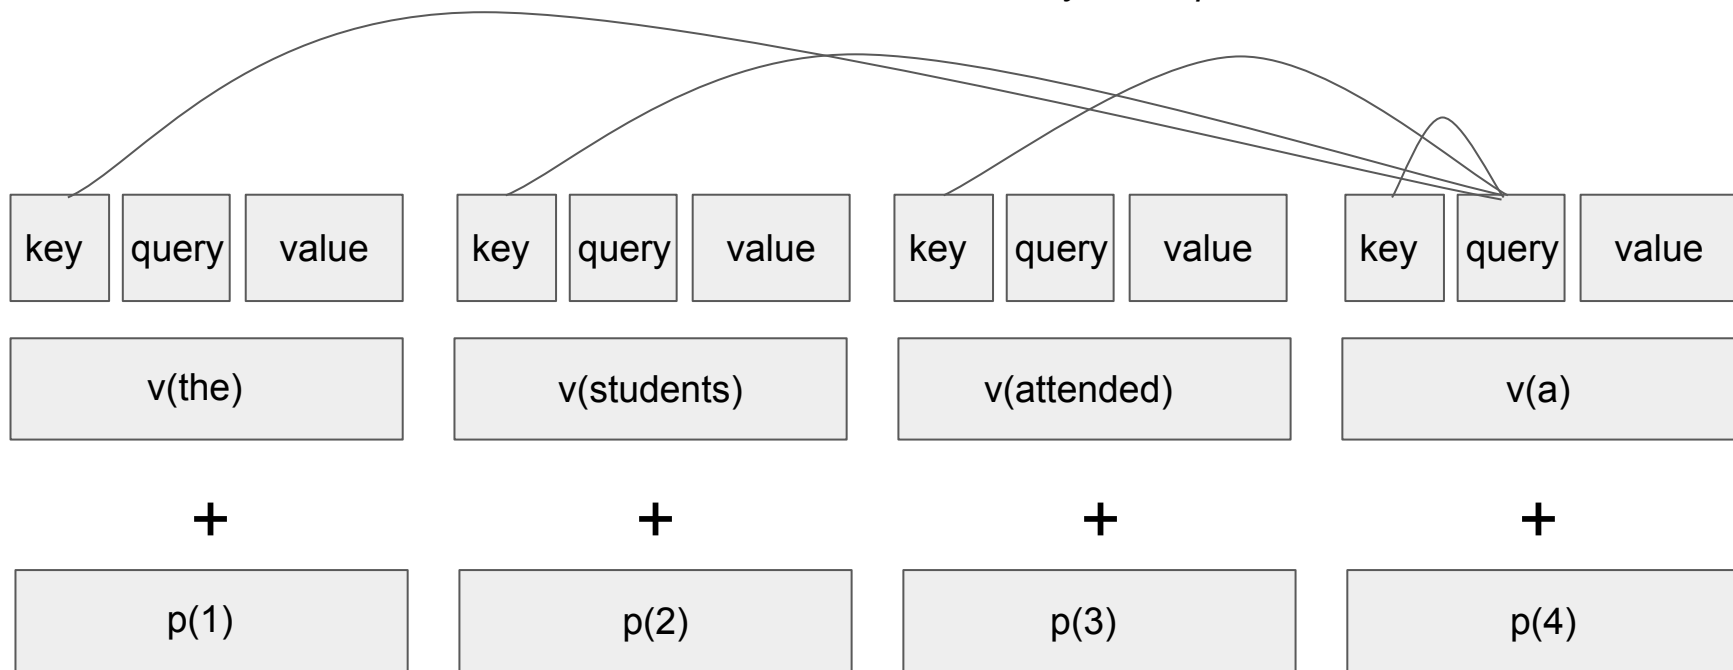 key query value key query value key query value key query value
v(the) v(students) v(attended) v(a)
+ + + +
p(1) p(2) p(3) p(4)